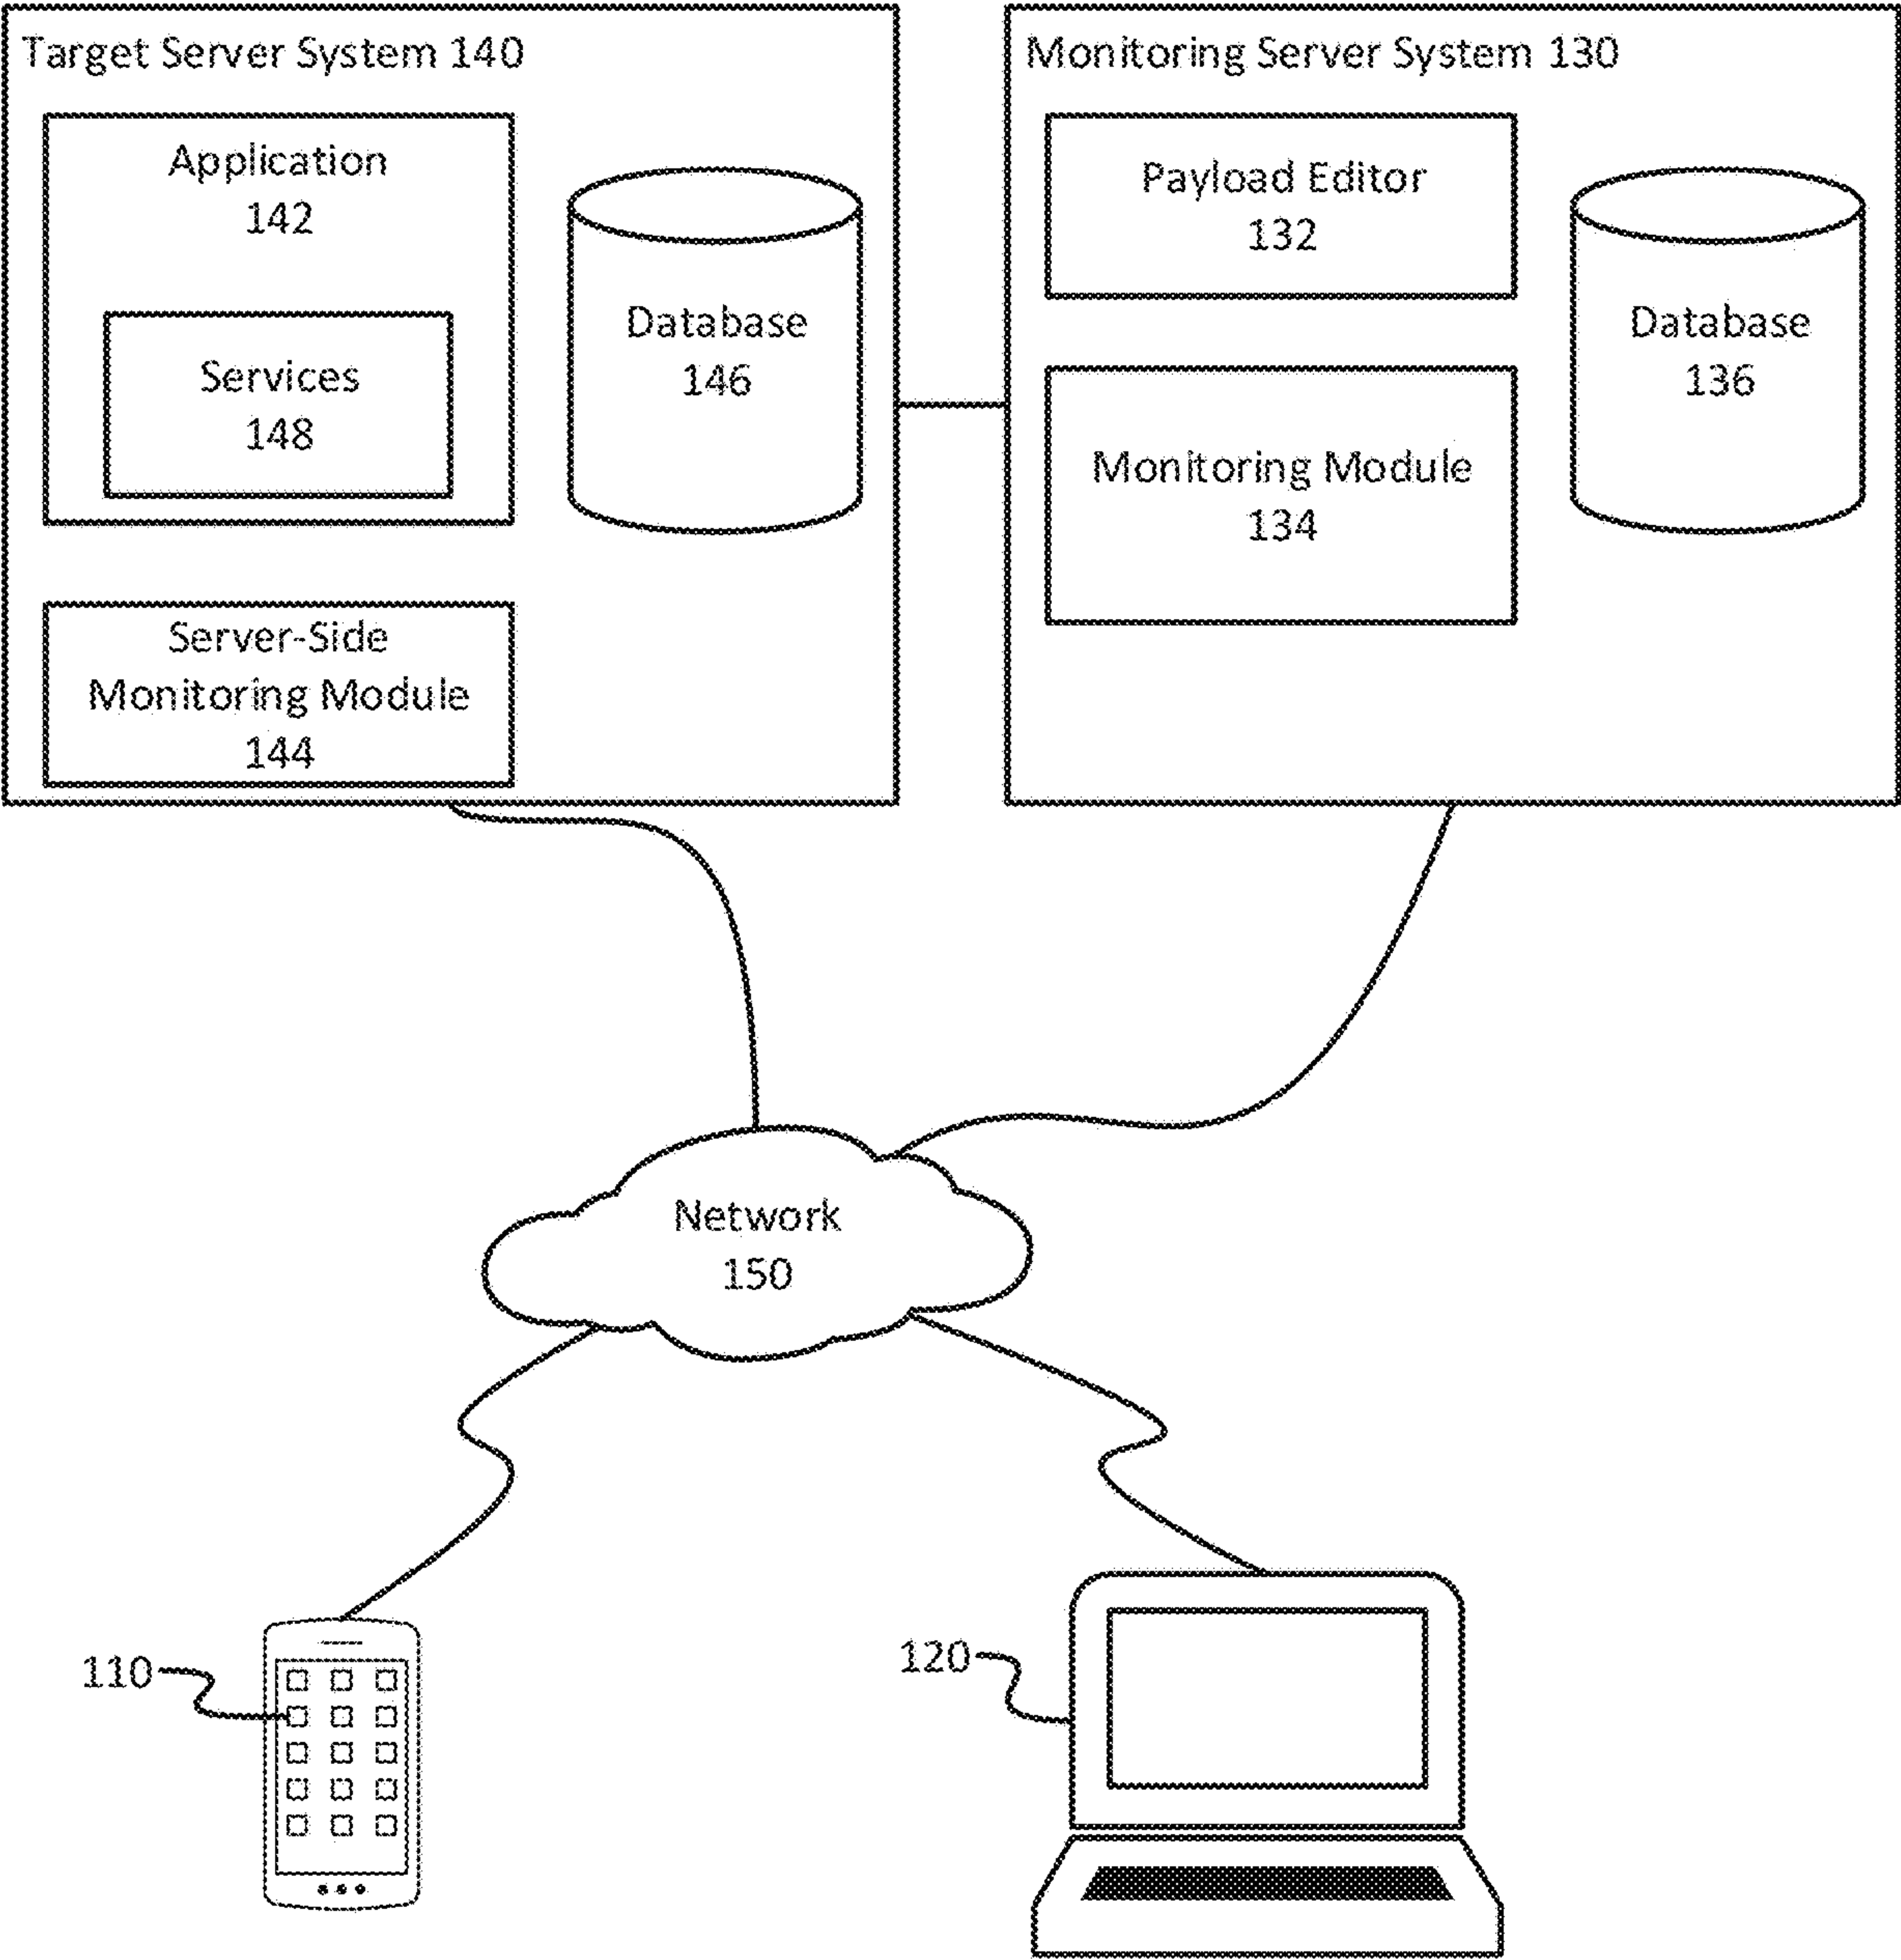 Target Server System 140
Application
142
Services
148
Database
146
Server-Side
Monitoring Module
144
Monitoring Server System 130
Payload Editor
132
Monitoring Module
134
Database
136
Network
150
110
120